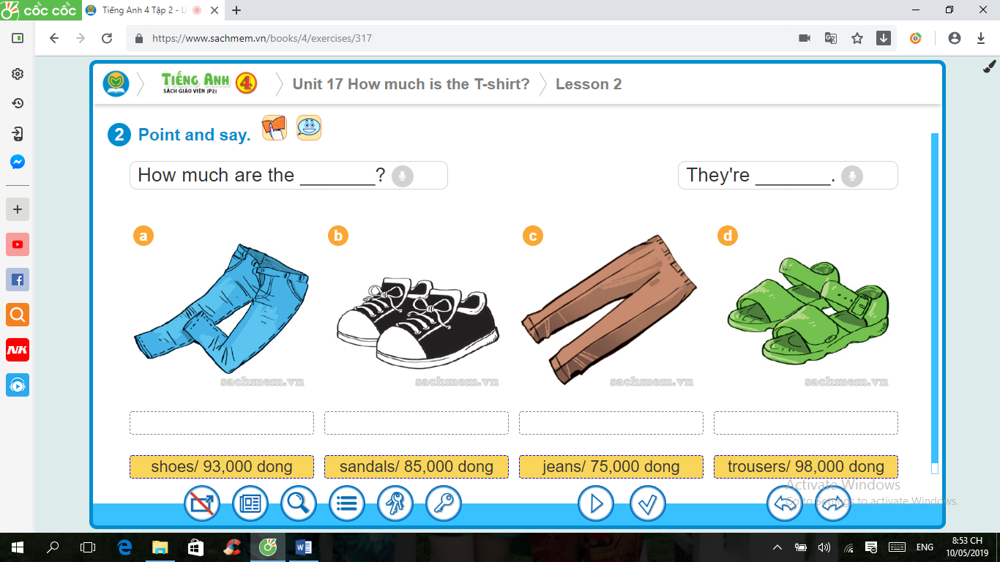 cốc cốc
Tiếng Anh 4 Tập 2 - U
https://www.sachmem.vn/books/4/exercises/317
TIẾNG ANH 4
SÁCH GIÁO VIÊN (P2)
Unit 17 How much is the T-shirt?
Lesson 2
2 Point and say.
How much are the _______?
They're _______.
a
b
c
d
sachmem.vn
sachmem.vn
sachmem.vn
sachmem.vn
shoes/ 93,000 dong
sandals/ 85,000 dong
jeans/ 75,000 dong
trousers/ 98,000 dong
NK
Activate Windows
Go to Settings to activate Windows.
ENG
8:53 CH
10/05/2019